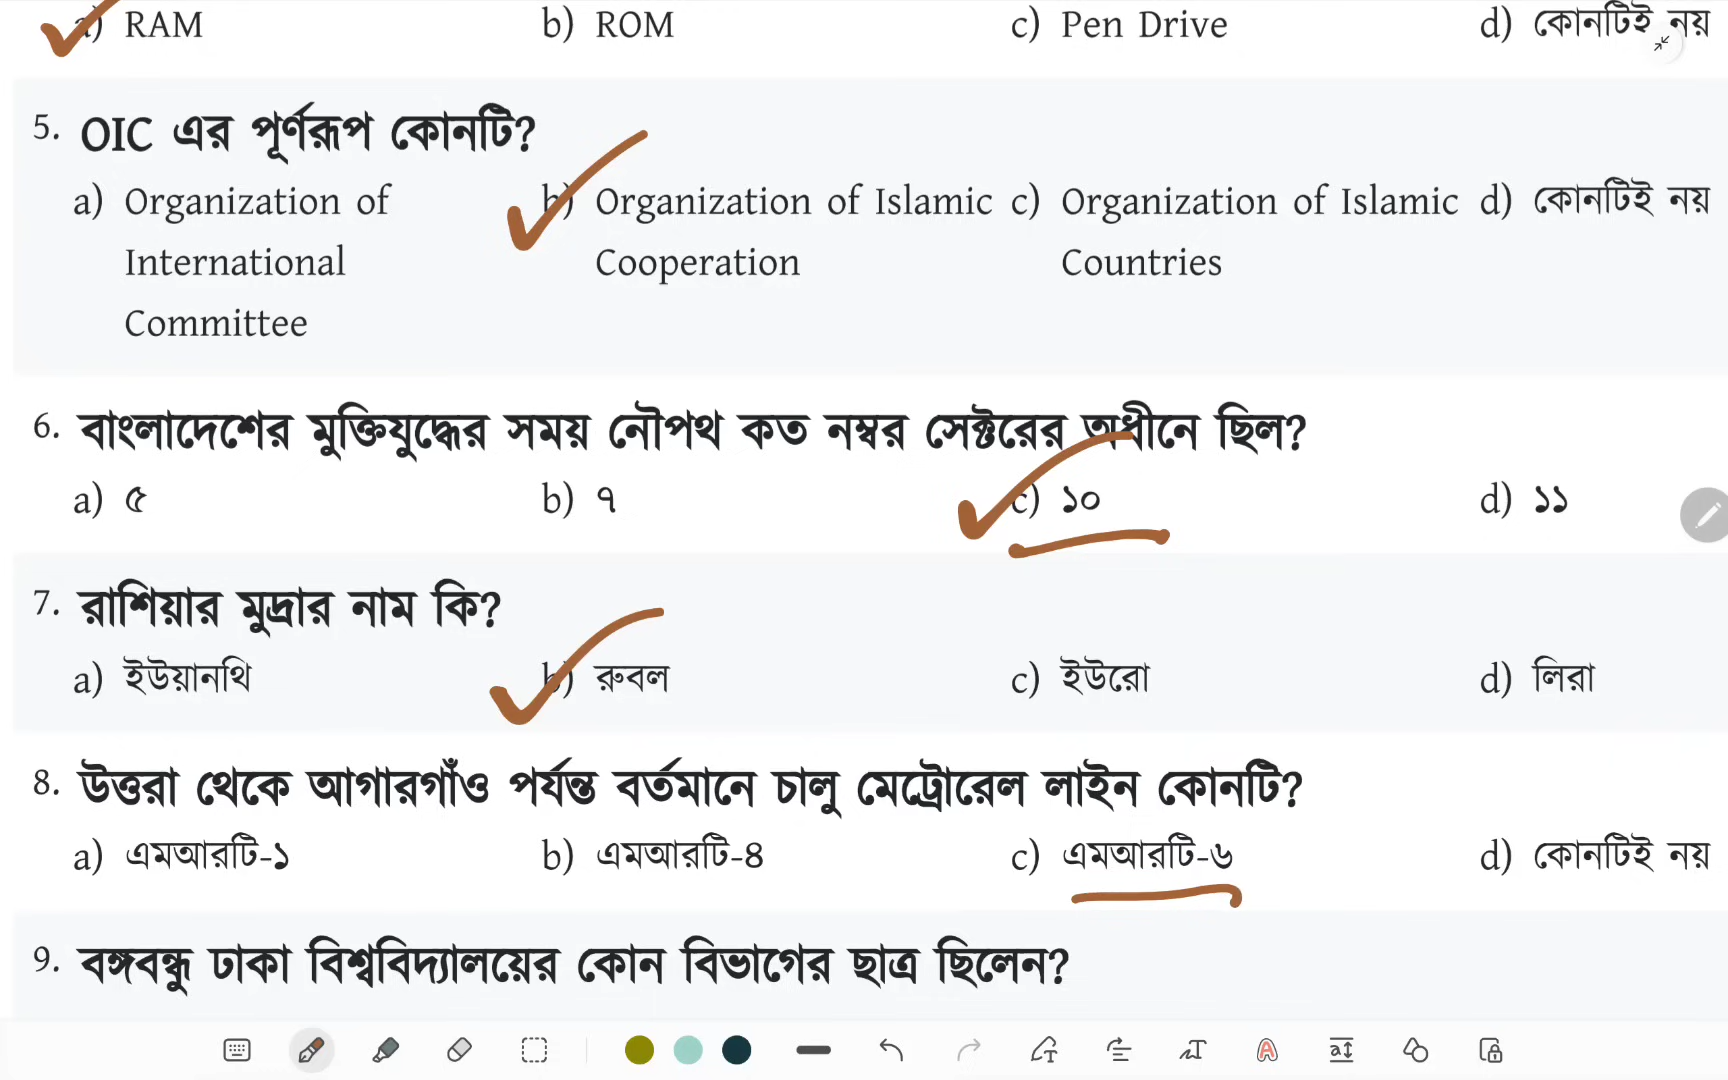 a) RAM b) ROM c) Pen Drive d) কোনটিই নয়
5. OIC এর পূর্ণরূপ কোনটি?
a) Organization of b) Organization of Islamic c) Organization of Islamic d) কোনটিই নয়
International Cooperation Countries
Committee
6. বাংলাদেশের মুক্তিযুদ্ধের সময় নৌপথ কত নম্বর সেক্টরের অধীনে ছিল?
a) ৫ b) ৭ c) ১০ d) ১১
7. রাশিয়ার মুদ্রার নাম কি?
a) ইউয়ানথি b) রুবল c) ইউরো d) লিরা
8. উত্তরা থেকে আগারগাঁও পর্যন্ত বর্তমানে চালু মেট্রোরেল লাইন কোনটি?
a) এমআরটি-১ b) এমআরটি-৪ c) এমআরটি-৬ d) কোনটিই নয়
9. বঙ্গবন্ধু ঢাকা বিশ্ববিদ্যালয়ের কোন বিভাগের ছাত্র ছিলেন?